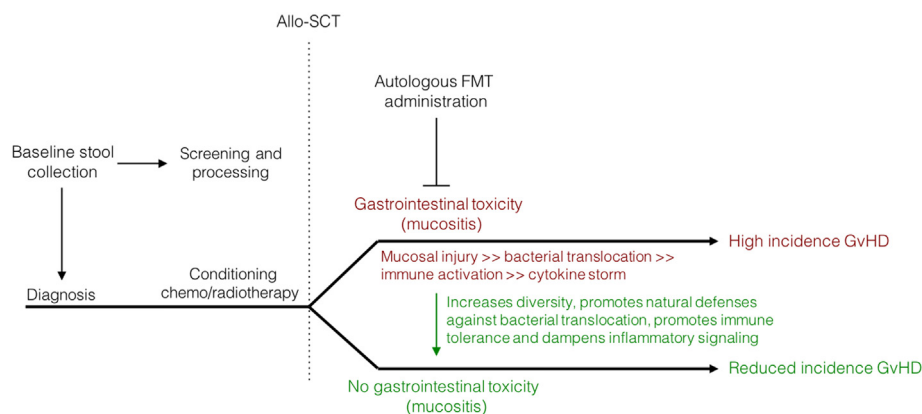 Allo-SCT
Autologous FMT
administration
Baseline stool
collection
Screening and
processing
Gastrointestinal toxicity
(mucositis)
High incidence GvHD
Mucosal injury >> bacterial translocation >>
immune activation >> cytokine storm
Diagnosis
Conditioning
chemo/radiotherapy
Increases diversity, promotes natural defenses
against bacterial translocation, promotes immune
tolerance and dampens inflammatory signaling
No gastrointestinal toxicity
(mucositis)
Reduced incidence GvHD